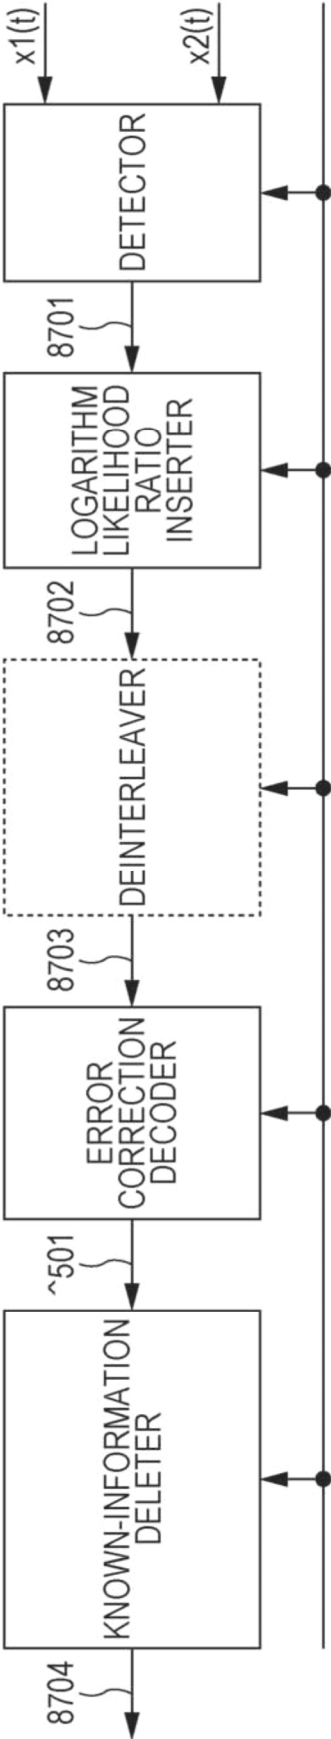 x1(t)
x2(t)
DETECTOR
8701
LOGARITHM
LIKELIHOOD
RATIO
INSERTER
8702
DEINTERLEAVER
8703
ERROR
CORRECTION
DECODER
^501
KNOWN-INFORMATION
DELETER
8704